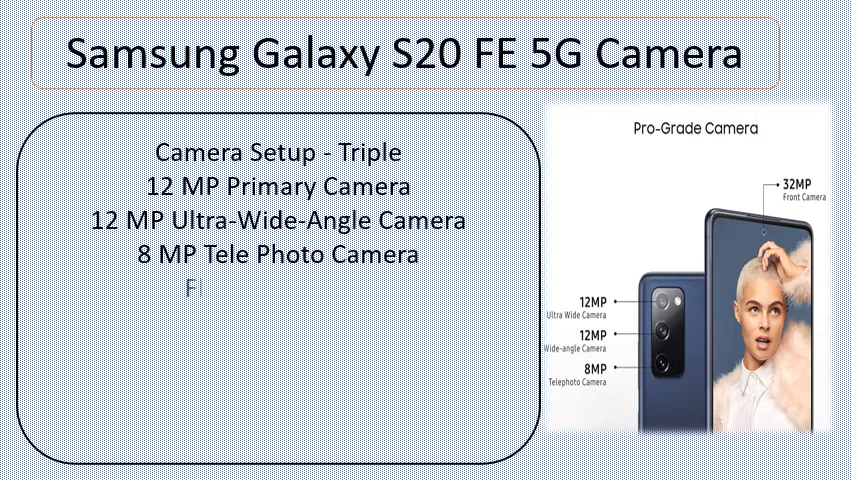 Samsung Galaxy S20 FE 5G Camera
Camera Setup - Triple
12 MP Primary Camera
12 MP Ultra-Wide-Angle Camera
8 MP Tele Photo Camera
Pro-Grade Camera
32MP
Front Camera
12MP
Ultra Wide Camera
12MP
Wide-angle Camera
8MP
Telephoto Camera